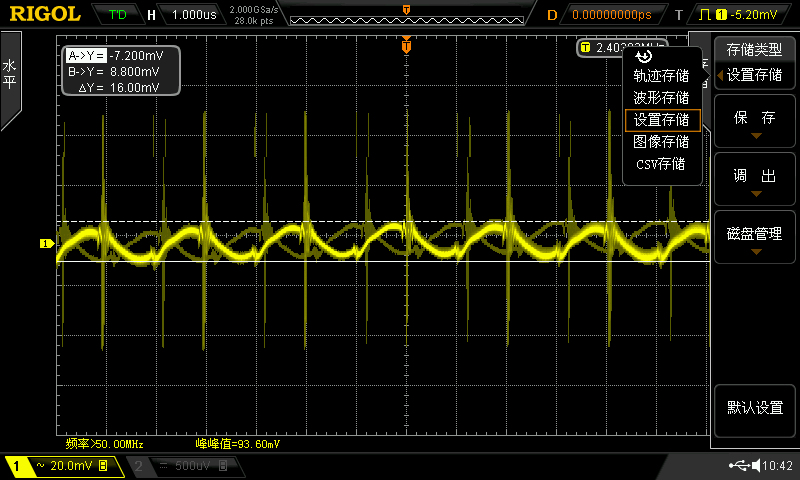 RIGOL T'D H 1.000us 2.000GSa/s D 0.00000000ps T 1 -5.20mV
28.0k pts
T
水平
A->Y= -7.200mV
B->Y= 8.800mV
△Y= 16.00mV
T 2.40
轨迹存储
波形存储
设置存储
图像存储
CSV存储
存储类型
设置存储
保 存
调 出
磁盘管理
默认设置
1
频率>50.00MHz 峰峰值=93.60mV
1 ~ 20.0mV B 2 = 500uV B 10:42